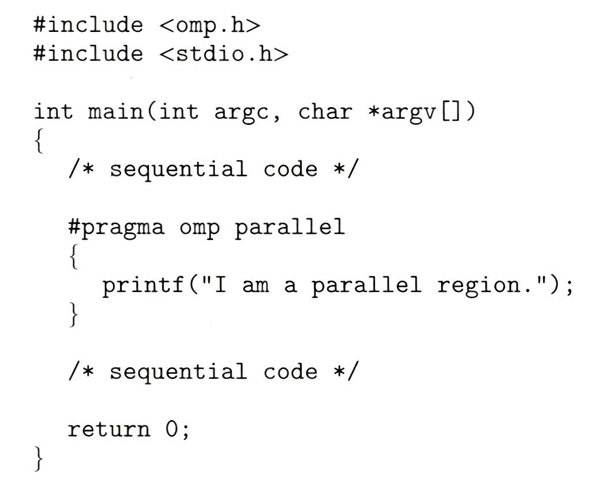 #include <omp.h>
#include <stdio.h>
int main(int argc, char *argv[])
{
/* sequential code */
#pragma omp parallel
{
printf("I am a parallel region.");
}
/* sequential code */
return 0;
}